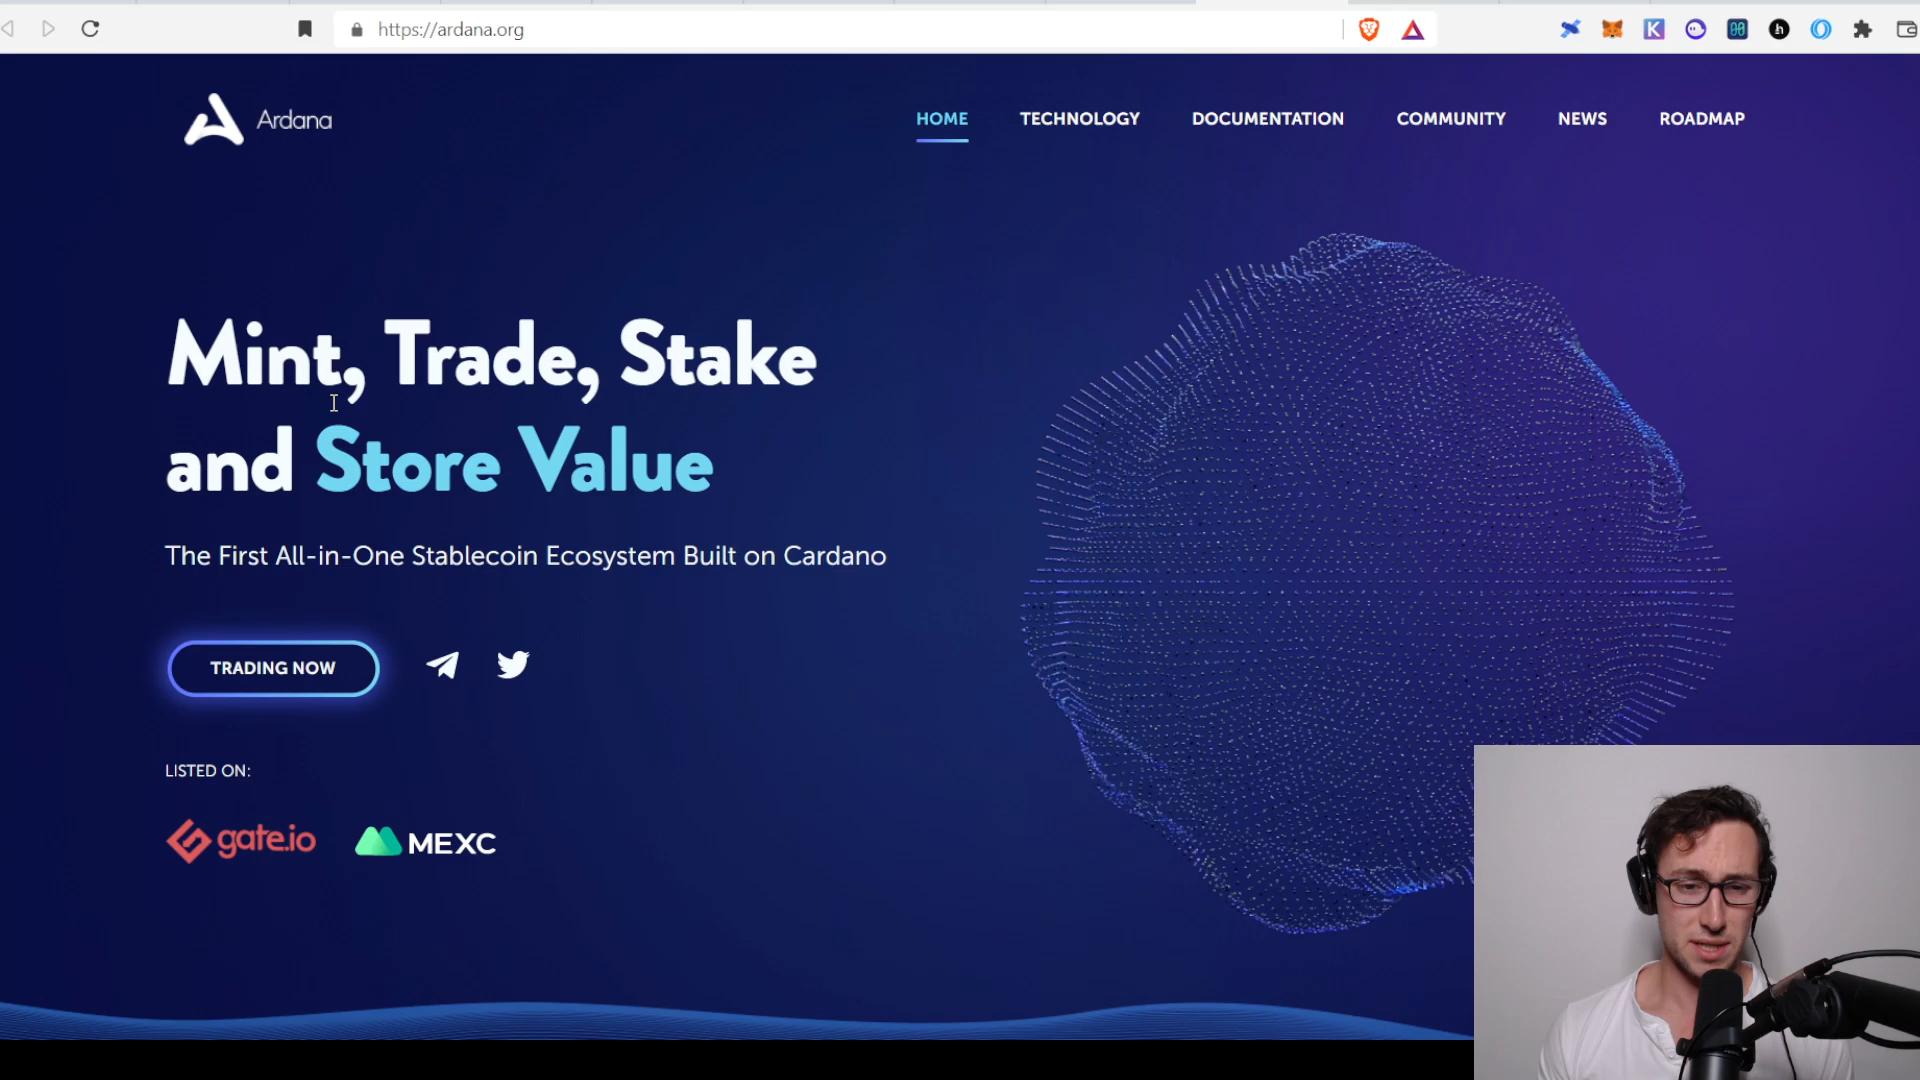 https://ardana.org
Ardana
HOME
TECHNOLOGY
DOCUMENTATION
COMMUNITY
NEWS
ROADMAP
Mint, Trade, Stake
and Store Value
The First All-in-One Stablecoin Ecosystem Built on Cardano
TRADING NOW
LISTED ON:
gate.io
MEXC